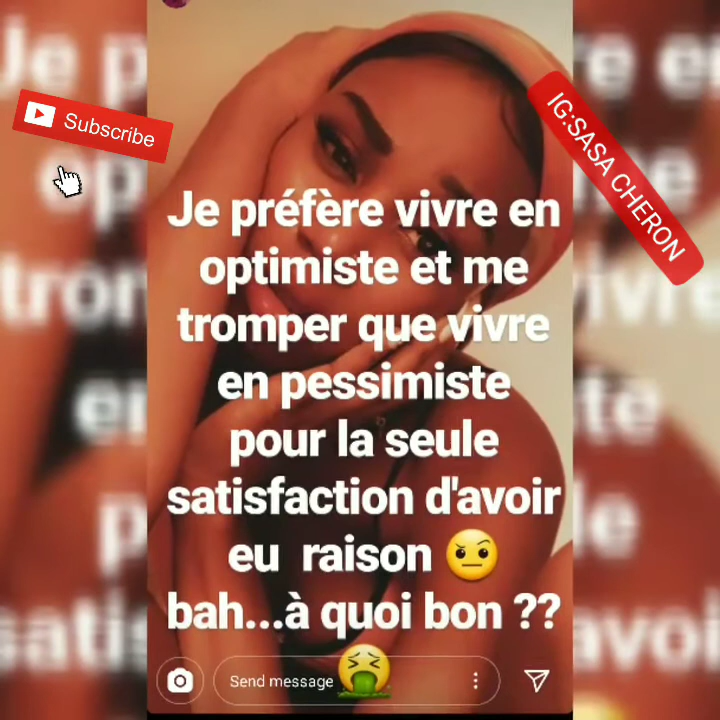 Subscribe
IG:SASA CHERON
Je préfère vivre en
optimiste et me
tromper que vivre
en pessimiste
pour la seule
satisfaction d'avoir
eu raison 🤨
bah...à quoi bon ??
Send message